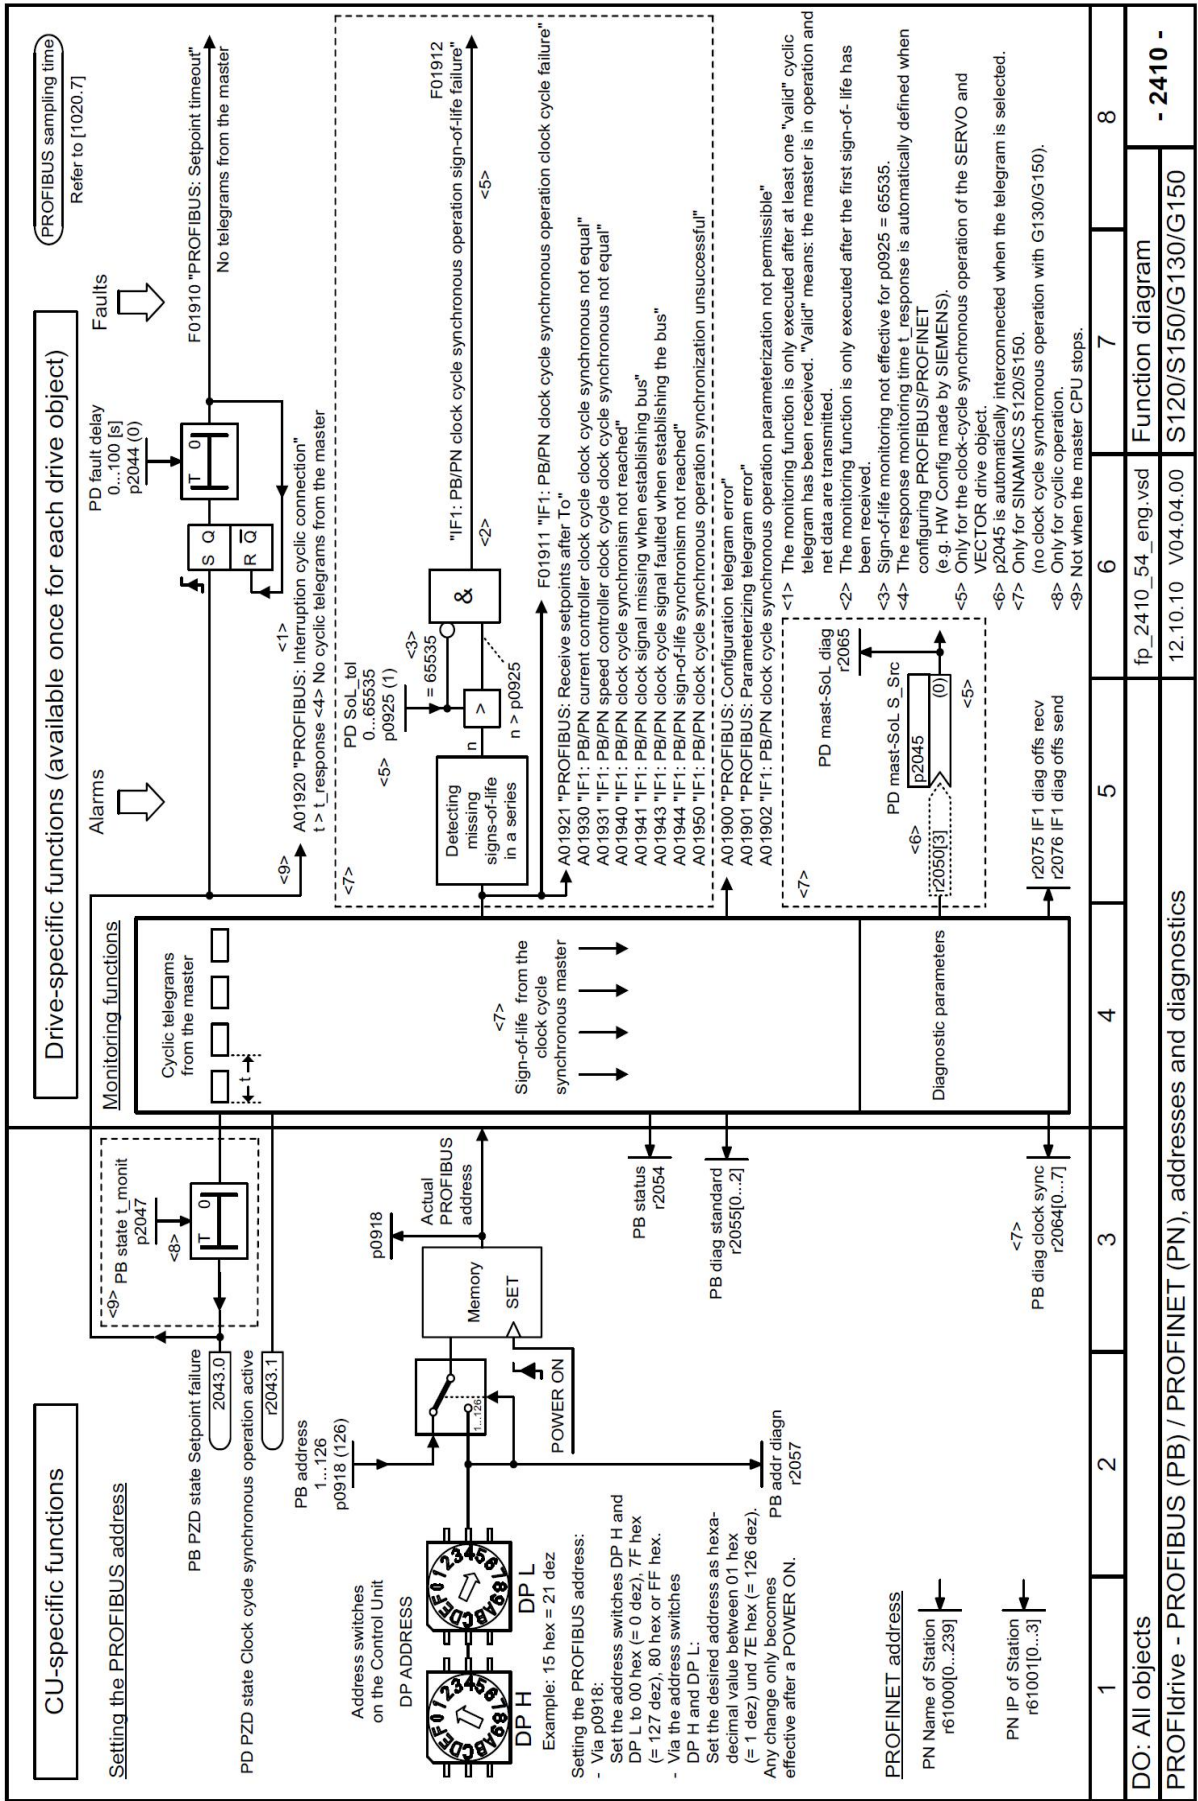 CU-specific functions
Drive-specific functions (available once for each drive object)
PROFIBUS sampling time
Refer to [1020.7]
Setting the PROFIBUS address
PB PZD state Setpoint failure
2043.0
PD PZD state Clock cycle synchronous operation active
r2043.1
<9> PB state t_monit
p2047
<8>
T 0
Address switches
on the Control Unit
DP ADDRESS
0123456789ABCDEF
DP H
0123456789ABCDEF
DP L
Example: 15 hex = 21 dez
PB address
1...126
p0918 (126)
1...126
p0918
Actual
PROFIBUS
address
Memory
SET
POWER ON
PB addr diagn
r2057
Setting the PROFIBUS address:
- Via p0918:
Set the address switches DP H and
DP L to 00 hex (= 0 dez), 7F hex
(= 127 dez), 80 hex or FF hex.
- Via the address switches
DP H and DP L:
Set the desired address as hexa-
decimal value between 01 hex
(= 1 dez) und 7E hex (= 126 dez).
Any change only becomes
effective after a POWER ON.
PB status
r2054
PB diag standard
r2055[0...2]
<7>
PB diag clock sync
r2064[0...7]
PROFINET address
PN Name of Station
r61000[0...239]
PN IP of Station
r61001[0...3]
Monitoring functions
Cyclic telegrams
from the master
t
<7>
Sign-of-life from the
clock cycle
synchronous master
Diagnostic parameters
Alarms
Faults
PD fault delay
0...100 [s]
p2044 (0)
S Q
R Q
T 0
F01910 "PROFIBUS: Setpoint timeout"
No telegrams from the master
<9>
<1>
A01920 "PROFIBUS: Interruption cyclic connection"
t > t_response <4> No cyclic telegrams from the master
<7>
<5>
PD SoL_tol
0...65535
p0925 (1)
= 65535
<3>
Detecting
missing
signs-of-life
in a series
n
>
n > p0925
&
<2>
"IF1: PB/PN clock cycle synchronous operation sign-of-life failure"
F01912
<5>
F01911 "IF1: PB/PN clock cycle synchronous operation clock cycle failure"
A01921 "PROFIBUS: Receive setpoints after To"
A01930 "IF1: PB/PN current controller clock cycle clock cycle synchronous not equal"
A01931 "IF1: PB/PN speed controller clock cycle clock cycle synchronous not equal"
A01940 "IF1: PB/PN clock cycle synchronism not reached"
A01941 "IF1: PB/PN clock signal missing when establishing bus"
A01943 "IF1: PB/PN clock cycle signal faulted when establishing the bus"
A01944 "IF1: PB/PN sign-of-life synchronism not reached"
A01950 "IF1: PB/PN clock cycle synchronous operation synchronization unsuccessful"
A01900 "PROFIBUS: Configuration telegram error"
A01901 "PROFIBUS: Parameterizing telegram error"
A01902 "IF1: PB/PN clock cycle synchronous operation parameterization not permissible"
<7>
<6>
r2050[3]
PD mast-SoL S_Src
p2045
(0)
<5>
PD mast-SoL diag
r2065
r2075 IF1 diag offs recv
r2076 IF1 diag offs send
<1> The monitoring function is only executed after at least one "valid" cyclic
telegram has been received. "Valid" means: the master is in operation and
net data are transmitted.
<2> The monitoring function is only executed after the first sign-of- life has
been received.
<3> Sign-of-life monitoring not effective for p0925 = 65535.
<4> The response monitoring time t_response is automatically defined when
configuring PROFIBUS/PROFINET
(e.g. HW Config made by SIEMENS).
<5> Only for the clock-cycle synchronous operation of the SERVO and
VECTOR drive object.
<6> p2045 is automatically interconnected when the telegram is selected.
<7> Only for SINAMICS S120/S150.
(no clock cycle synchronous operation with G130/G150).
<8> Only for cyclic operation.
<9> Not when the master CPU stops.
1 2 3 4 5 6 7 8
DO: All objects
fp_2410_54_eng.vsd
Function diagram
- 2410 -
PROFIdrive - PROFIBUS (PB) / PROFINET (PN), addresses and diagnostics
12.10.10 V04.04.00
S120/S150/G130/G150